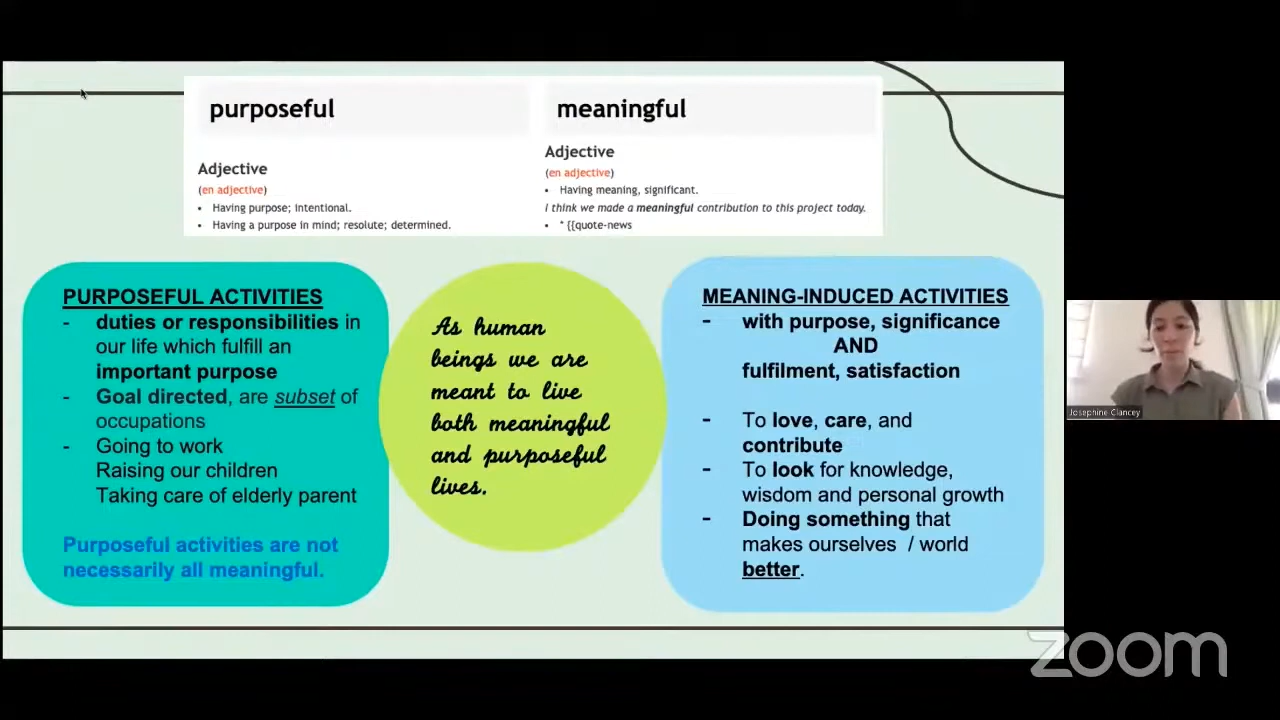 purposeful
Adjective
(en adjective)
• Having purpose; intentional.
• Having a purpose in mind; resolute; determined.
meaningful
Adjective
(en adjective)
• Having meaning, significant.
I think we made a meaningful contribution to this project today.
• * {{quote-news
PURPOSEFUL ACTIVITIES
- duties or responsibilities in
our life which fulfill an
important purpose
- Goal directed, are subset of
occupations
- Going to work
Raising our children
Taking care of elderly parent
Purposeful activities are not
necessarily all meaningful.
As human
beings we are
meant to live
both meaningful
and purposeful
lives.
MEANING-INDUCED ACTIVITIES
- with purpose, significance
AND
fulfilment, satisfaction
- To love, care, and
contribute
- To look for knowledge,
wisdom and personal growth
- Doing something that
makes ourselves / world
better.
Josephine Clancey
zoom